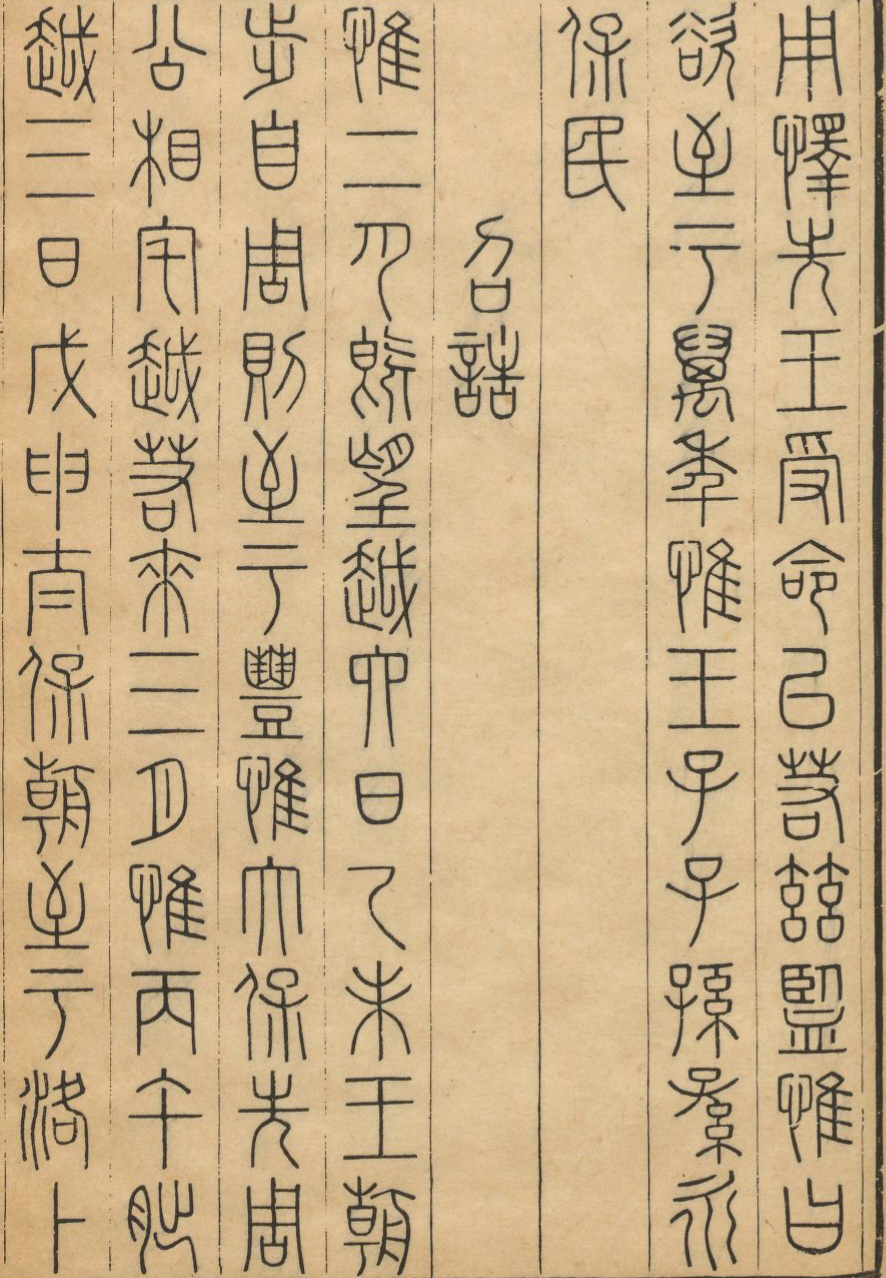 用懌先王受命已若茲監惟曰
欲至于萬年惟王子子孫孫永
保民
召誥
惟二月既望越六日乙未王朝
步自周則至于豐惟大保先周
公相宅越若來三月惟丙午朏
越三日戊申太保朝至于洛卜